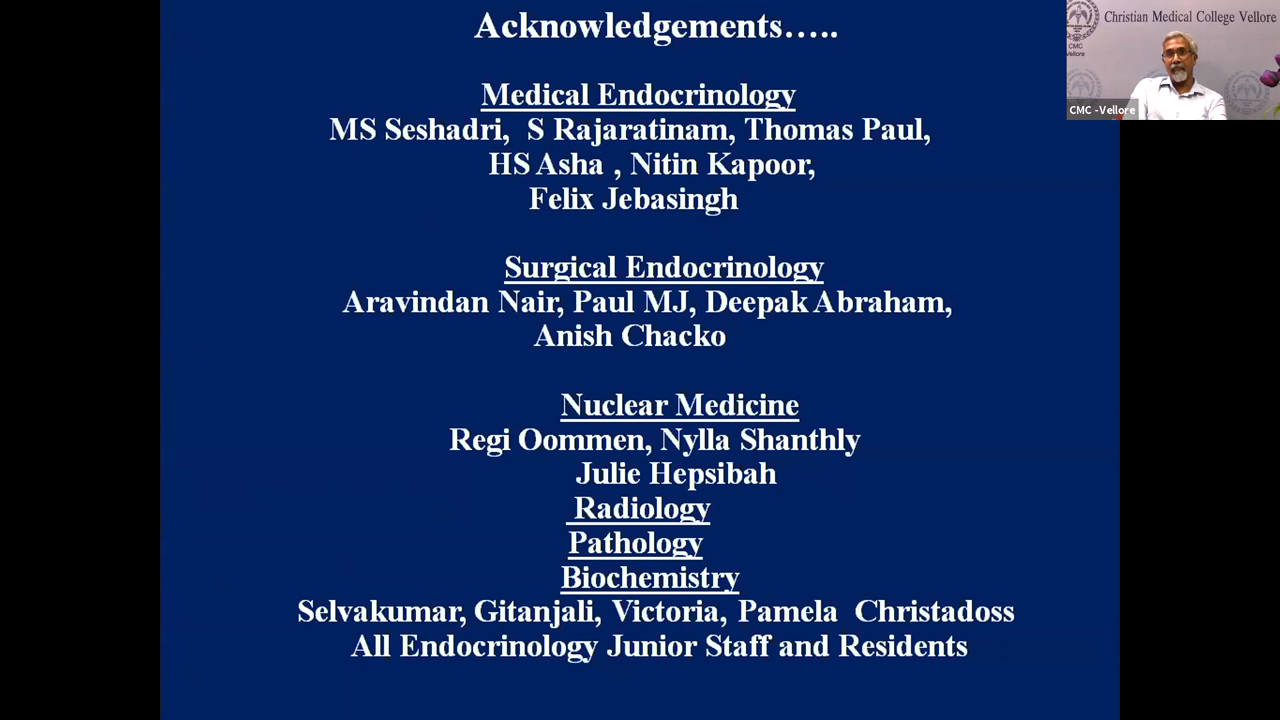 Acknowledgements.....
Medical Endocrinology
MS Seshadri, S Rajaratinam, Thomas Paul,
HS Asha , Nitin Kapoor,
Felix Jebasingh
Surgical Endocrinology
Aravindan Nair, Paul MJ, Deepak Abraham,
Anish Chacko
Nuclear Medicine
Regi Oommen, Nylla Shanthly
Julie Hepsibah
Radiology
Pathology
Biochemistry
Selvakumar, Gitanjali, Victoria, Pamela Christadoss
All Endocrinology Junior Staff and Residents
Christian Medical College Vellore
CMC
Vellore
CMC -Vellore